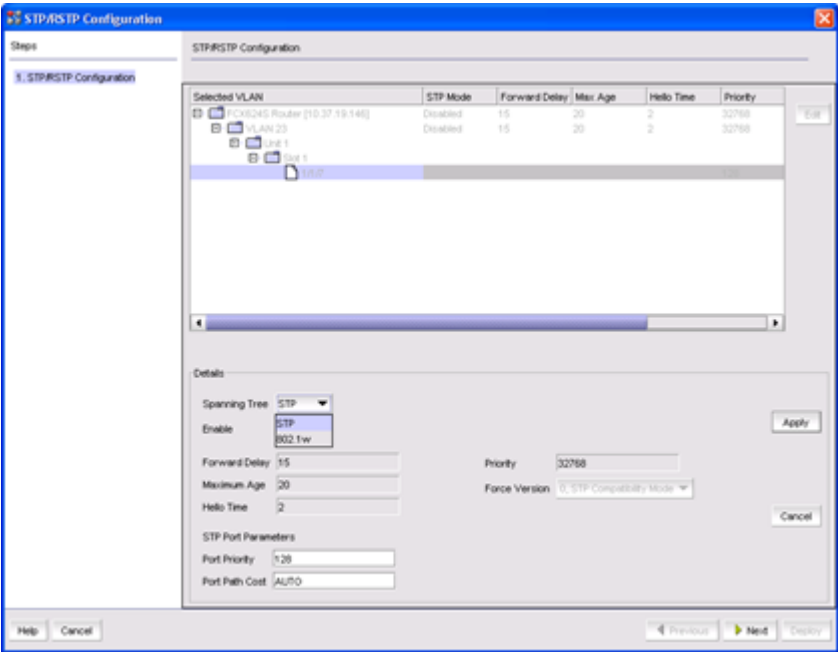 STP/RSTP Configuration
Steps
STP/RSTP Configuration
1. STP/RSTP Configuration
Selected VLAN STP Mode Forward Delay Max Age Hello Time Priority
FCX624S Router [10.37.19.146] Disabled 15 20 2 32768 Edit
VLAN 23 Disabled 15 20 2 32768
Unit 1
Slot 1
1/1/7 128
Details
Spanning Tree STP
Apply
Enable STP
802.1w
Forward Delay 15 Priority 32768
Maximum Age 20 Force Version 0, STP Compatibility Mode
Hello Time 2
Cancel
STP Port Parameters
Port Priority 128
Port Path Cost AUTO
Help Cancel Previous Next Deploy